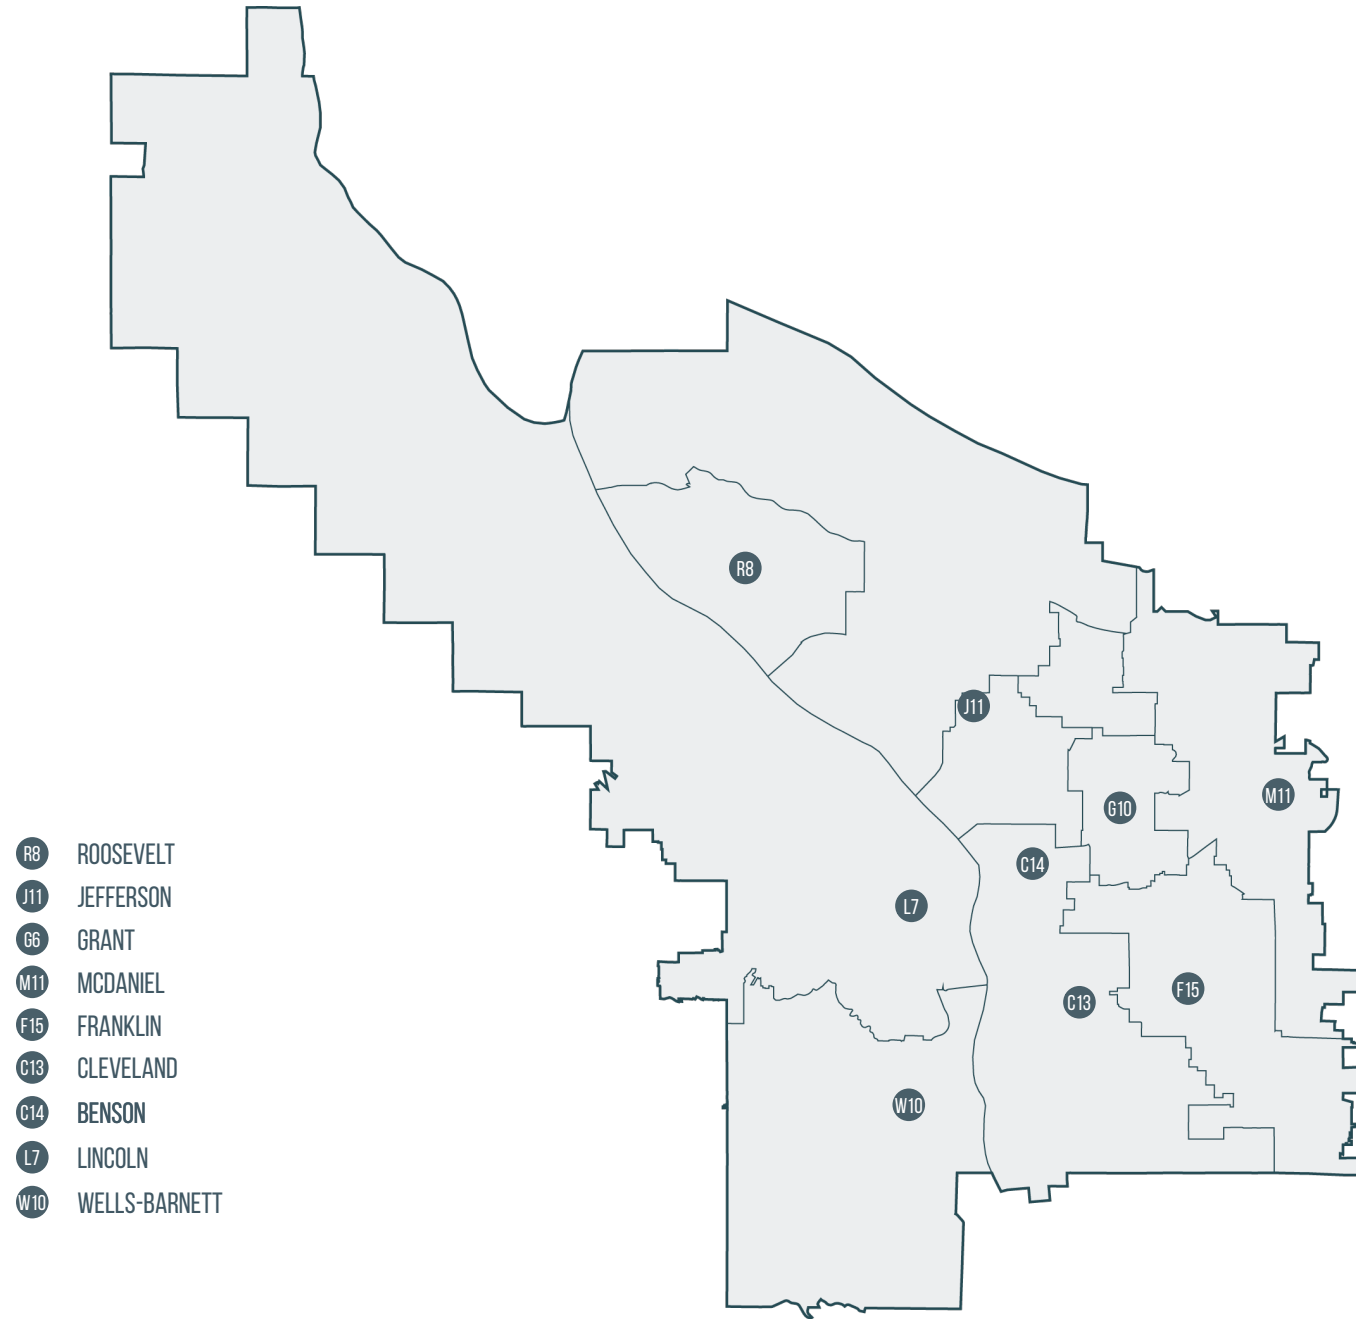 R8
J11
M11
G10
C14
L7
F15
C13
W10
R8 ROOSEVELT
J11 JEFFERSON
G6 GRANT
M11 MCDANIEL
F15 FRANKLIN
C13 CLEVELAND
C14 BENSON
L7 LINCOLN
W10 WELLS-BARNETT